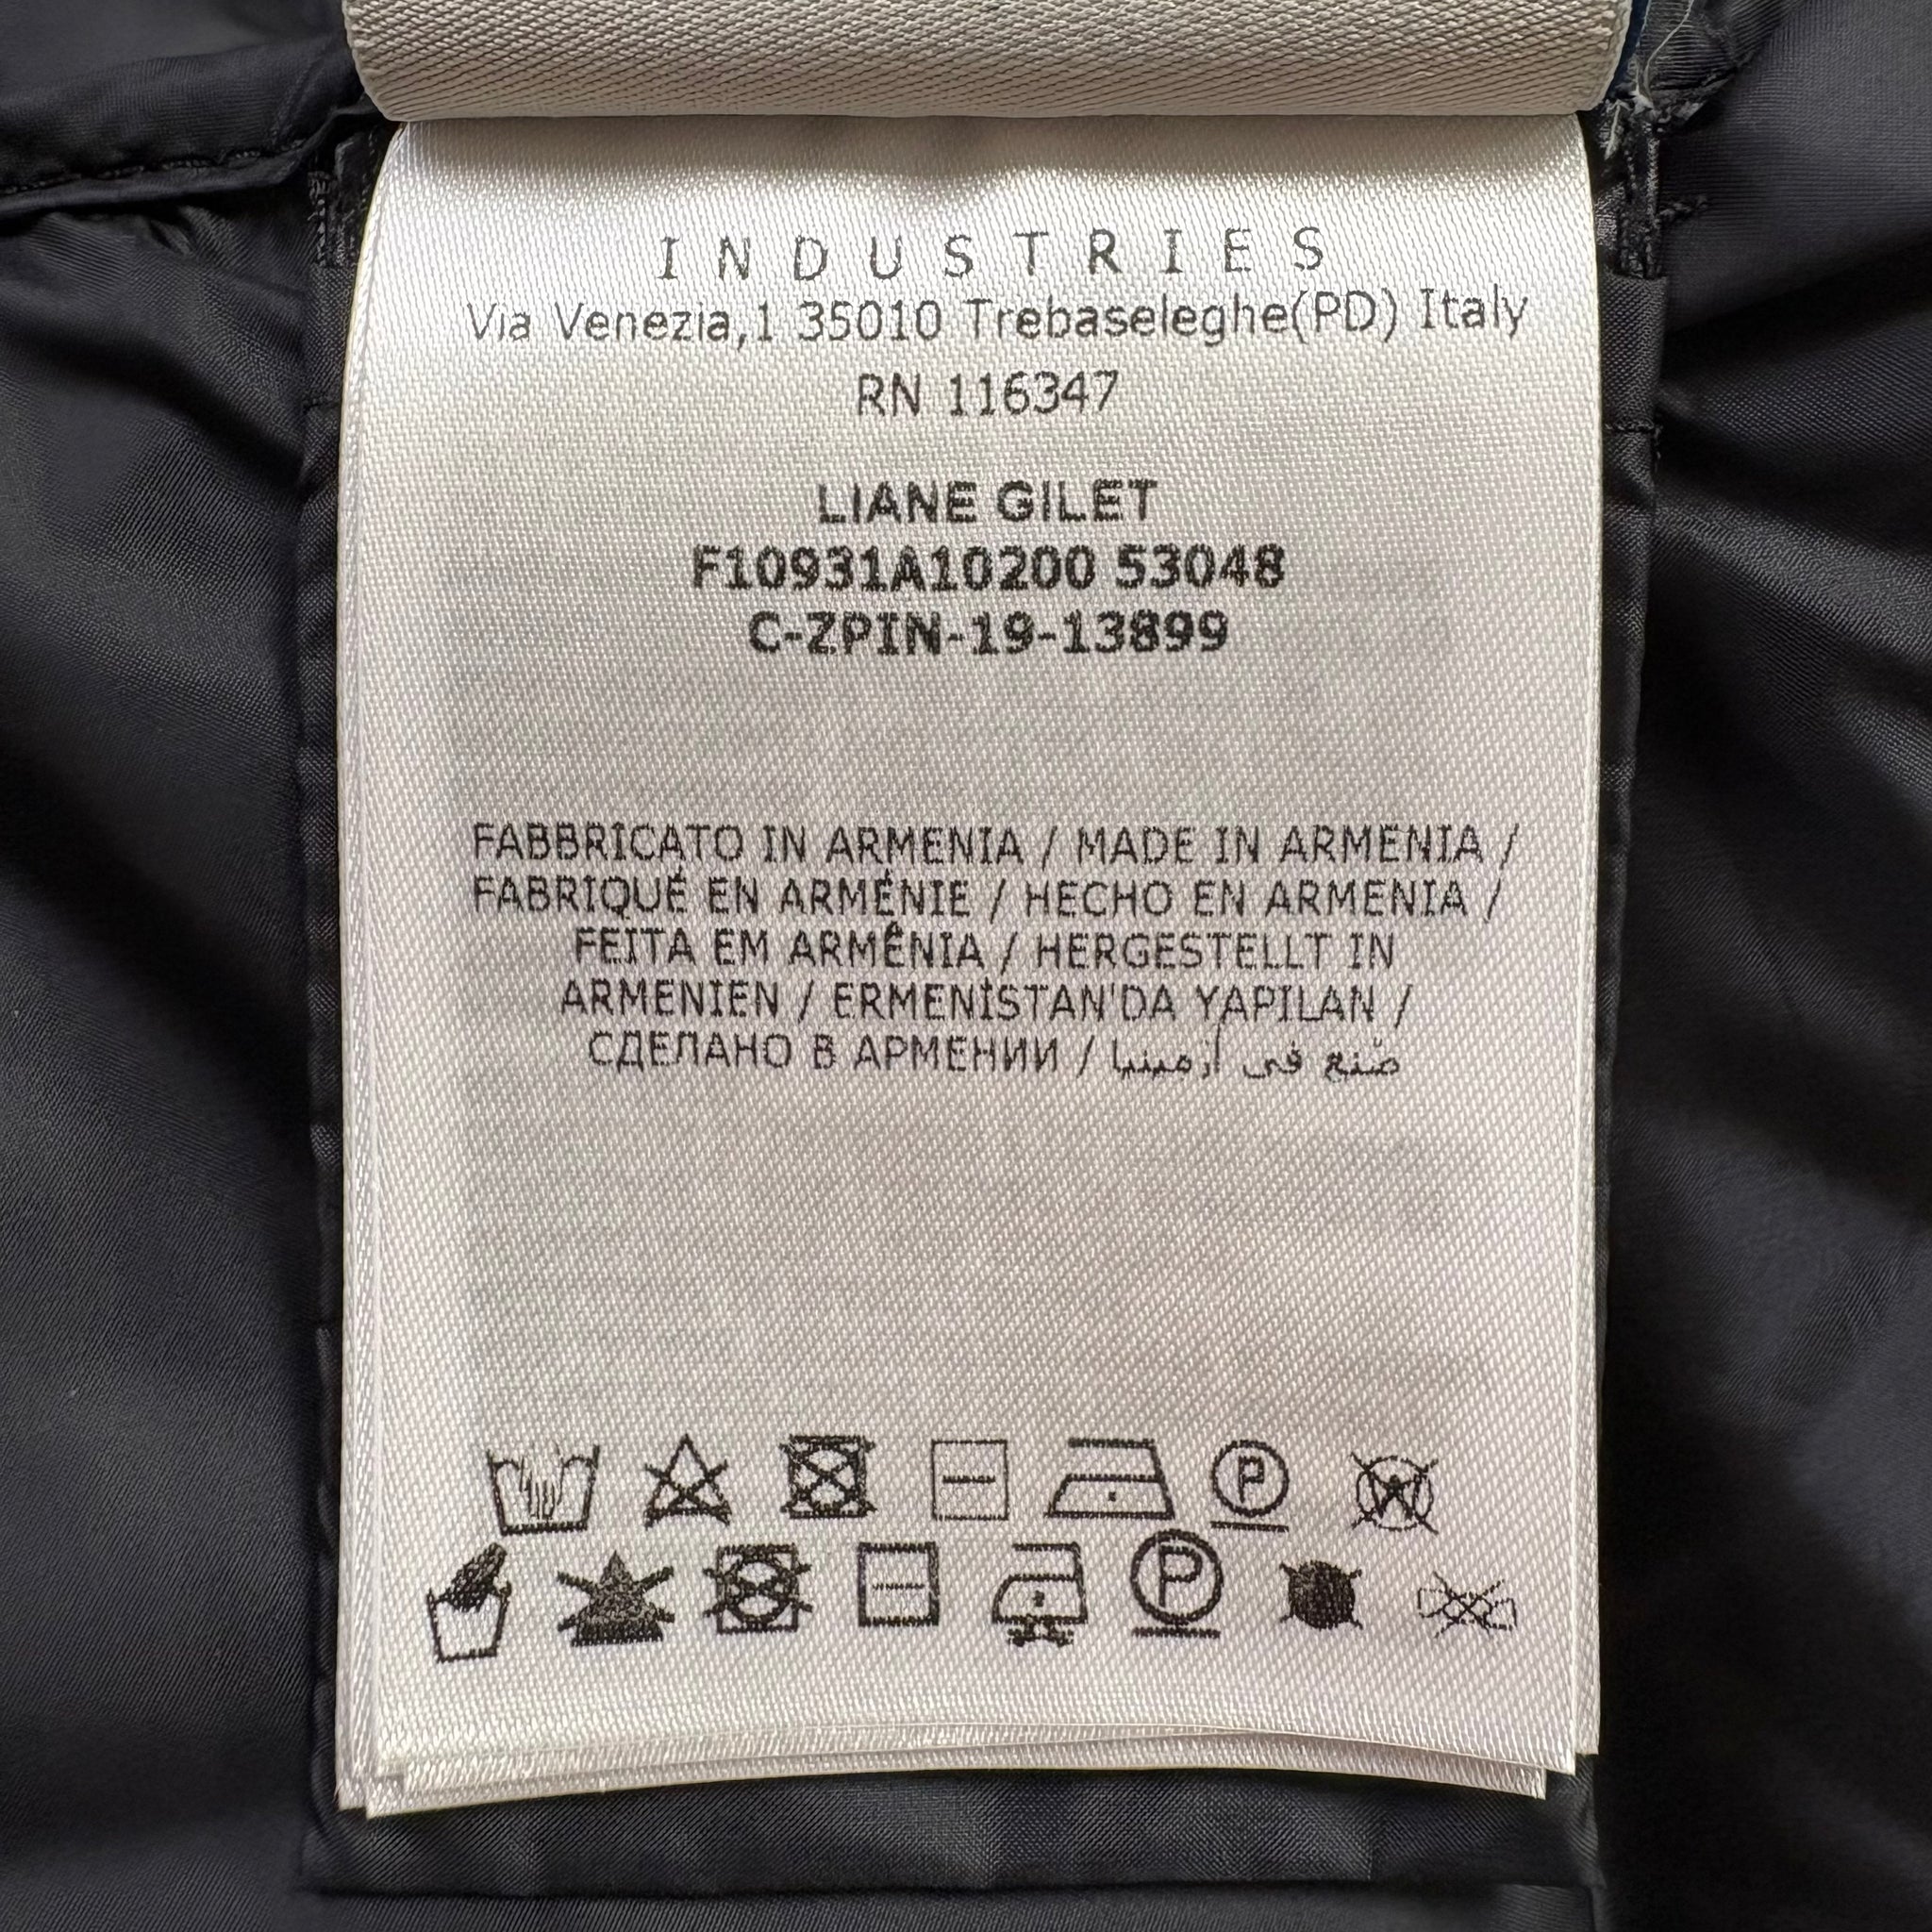 INDUSTRIES
Via Venezia,1 35010 Trebaseleghe(PD) Italy
RN 116347
LIANE GILET
F10931A10200 53048
C-ZPIN-19-13899
FABBRICATO IN ARMENIA / MADE IN ARMENIA /
FABRIQUÉ EN ARMÉNIE / HECHO EN ARMENIA /
FEITA EM ARMÊNIA / HERGESTELLT IN
ARMENIEN / ERMENİSTAN'DA YAPILAN /
СДЕЛАНО В АРМЕНИИ / صّنع في أرمينيا
P
P